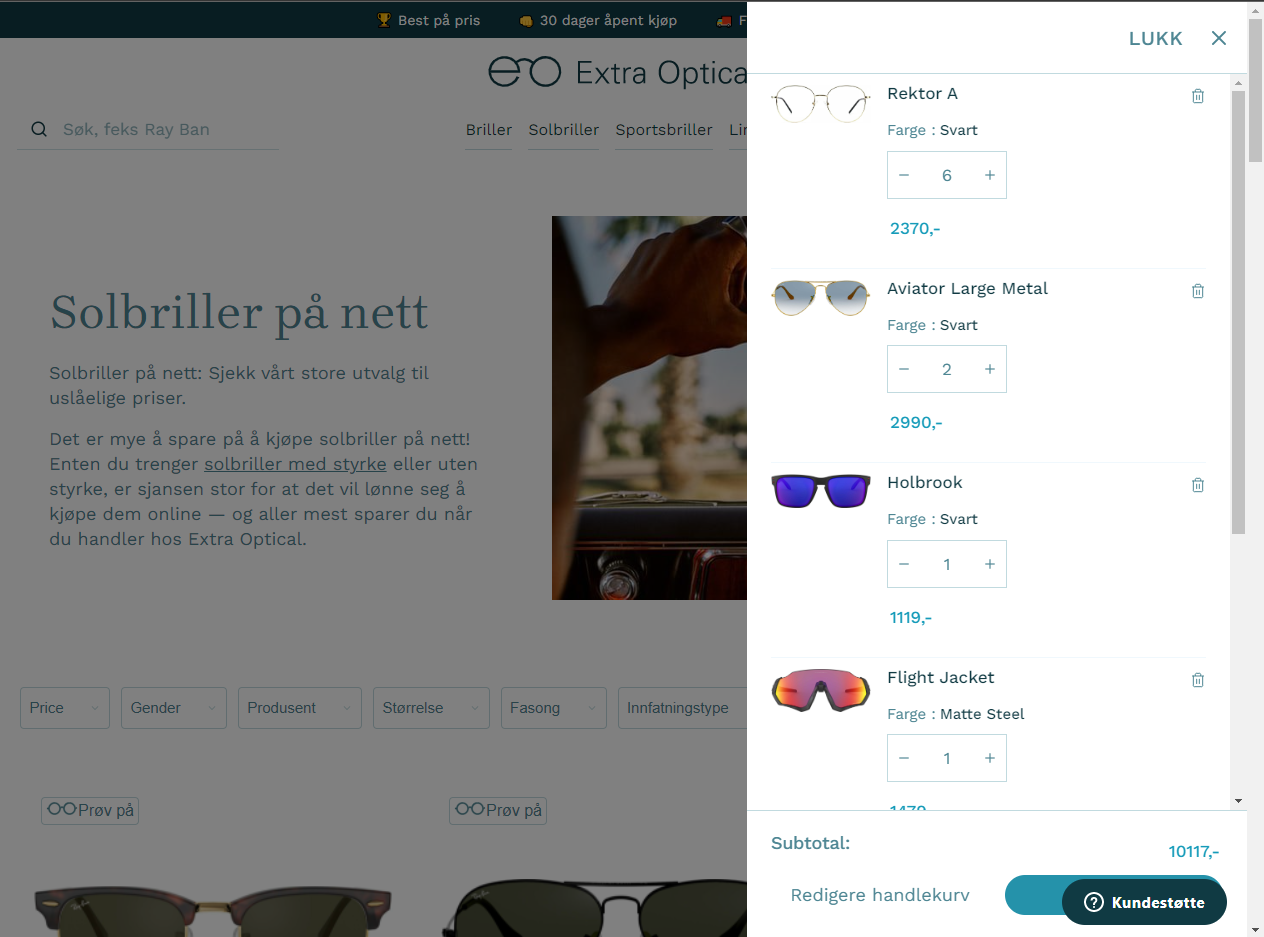 Best på pris
30 dager åpent kjøp
F
Extra Optica
Søk, feks Ray Ban
Briller
Solbriller
Sportsbriller
Solbriller på nett
Solbriller på nett: Sjekk vårt store utvalg til
uslåelige priser.
Det er mye å spare på å kjøpe solbriller på nett!
Enten du trenger solbriller med styrke eller uten
styrke, er sjansen stor for at det vil lønne seg å
kjøpe dem online — og aller mest sparer du når
du handler hos Extra Optical.
Price
Gender
Produsent
Størrelse
Fasong
Innfatningstype
Prøv på
Prøv på
LUKK
Rektor A
Farge : Svart
− 6 +
2370,-
Aviator Large Metal
Farge : Svart
− 2 +
2990,-
Holbrook
Farge : Svart
− 1 +
1119,-
Flight Jacket
Farge : Matte Steel
− 1 +
Subtotal:
10117,-
Redigere handlekurv
Kundestøtte